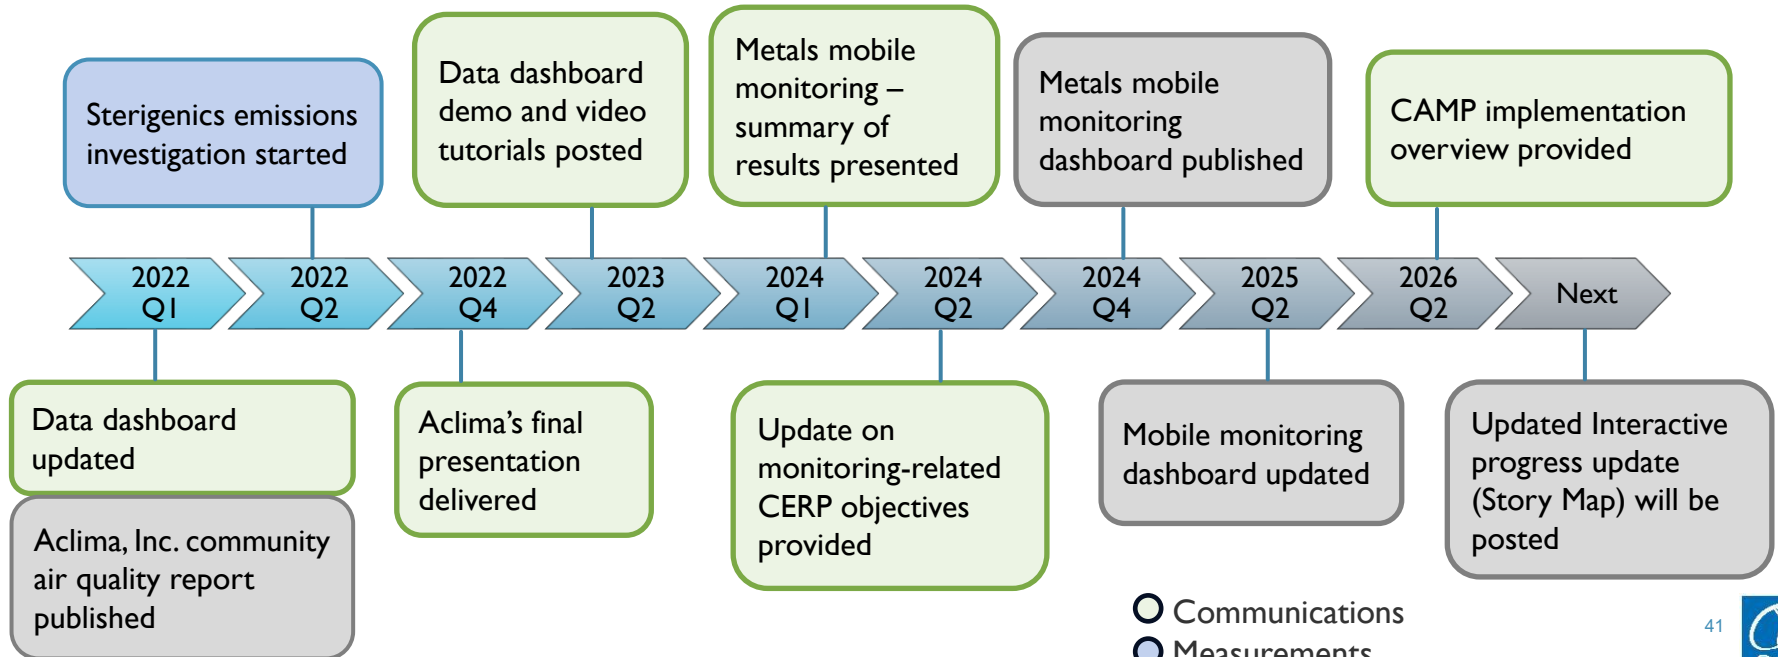 Sterigenics emissions
investigation started
Data dashboard
demo and video
tutorials posted
Metals mobile
monitoring –
summary of
results presented
Metals mobile
monitoring
dashboard published
CAMP implementation
overview provided
2022
Q1
2022
Q2
2022
Q4
2023
Q2
2024
Q1
2024
Q2
2024
Q4
2025
Q2
2026
Q2
Next
Data dashboard
updated
Aclima, Inc. community
air quality report
published
Aclima’s final
presentation
delivered
Update on
monitoring-related
CERP objectives
provided
Mobile monitoring
dashboard updated
Updated Interactive
progress update
(Story Map) will be
posted
Communications
Measurements
41